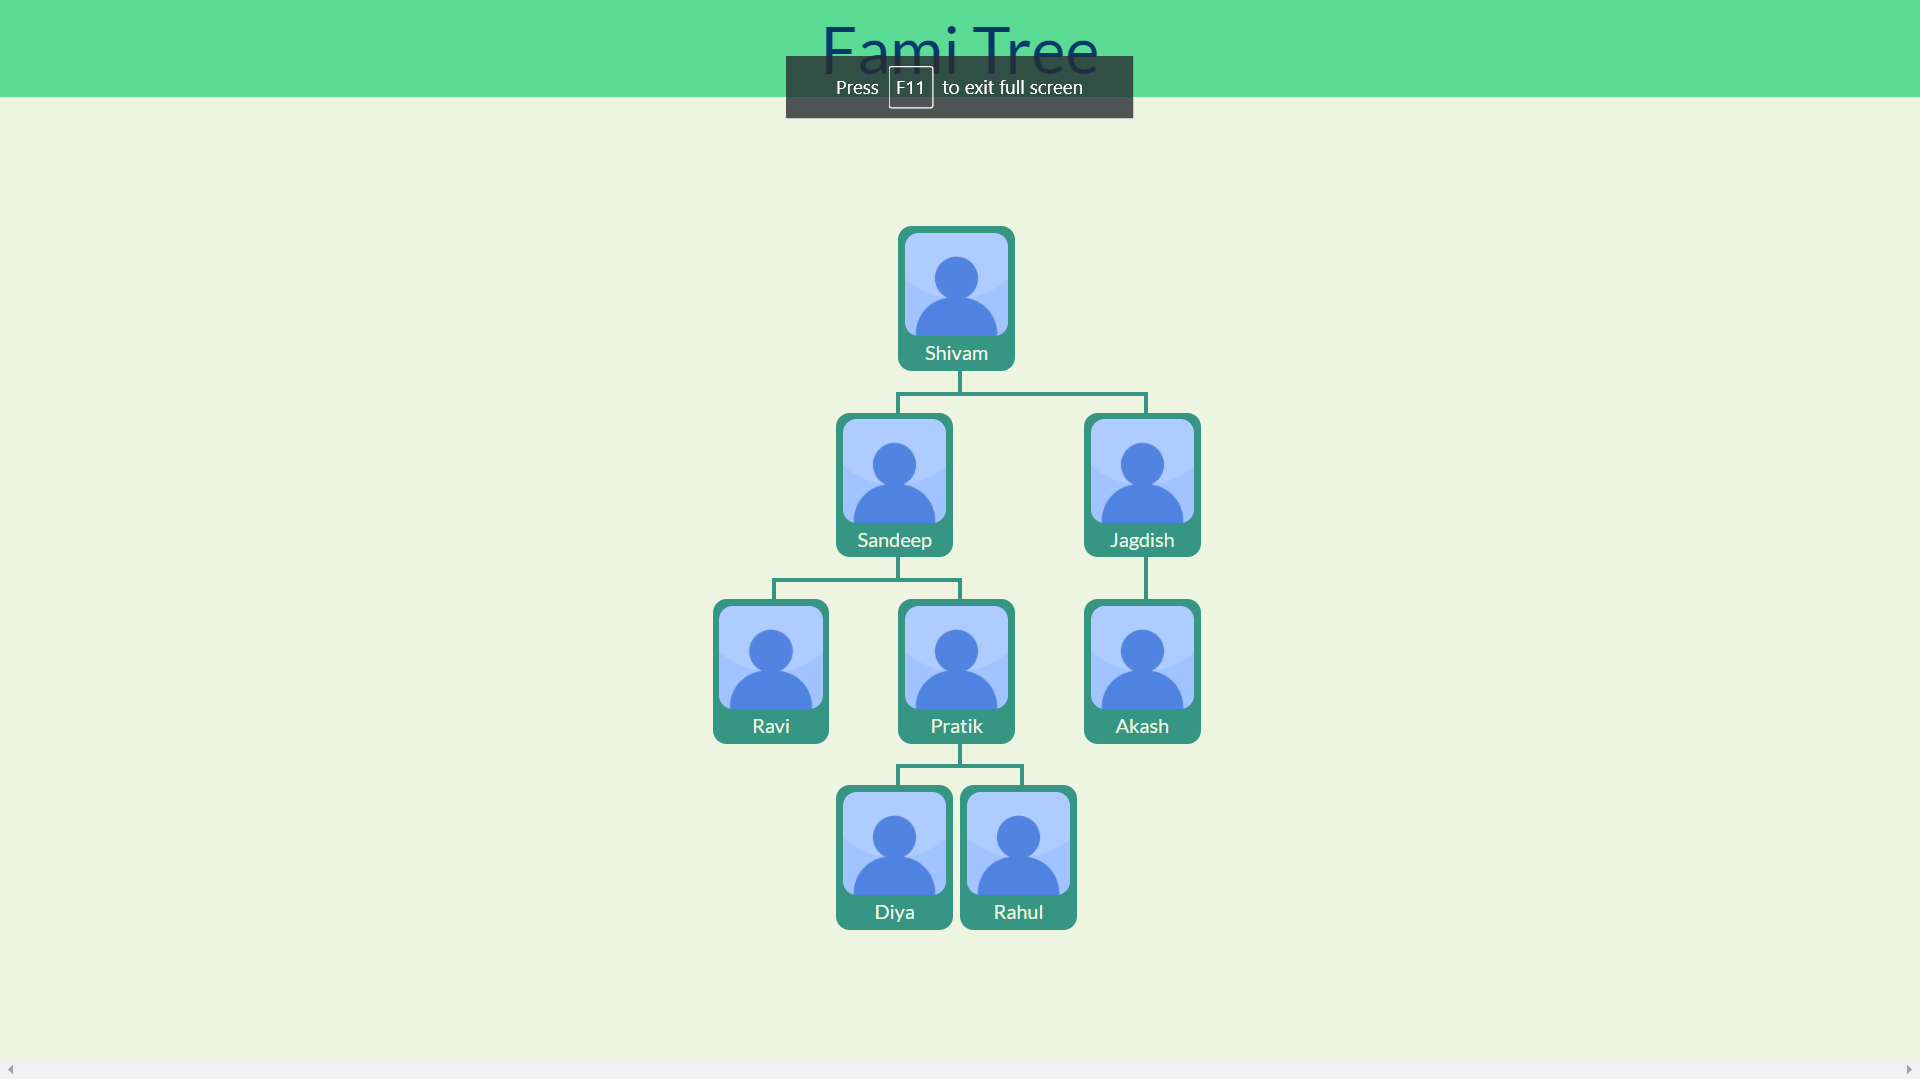 Fami Tree
Press F11 to exit full screen
Shivam
Sandeep
Jagdish
Ravi
Pratik
Akash
Diya
Rahul